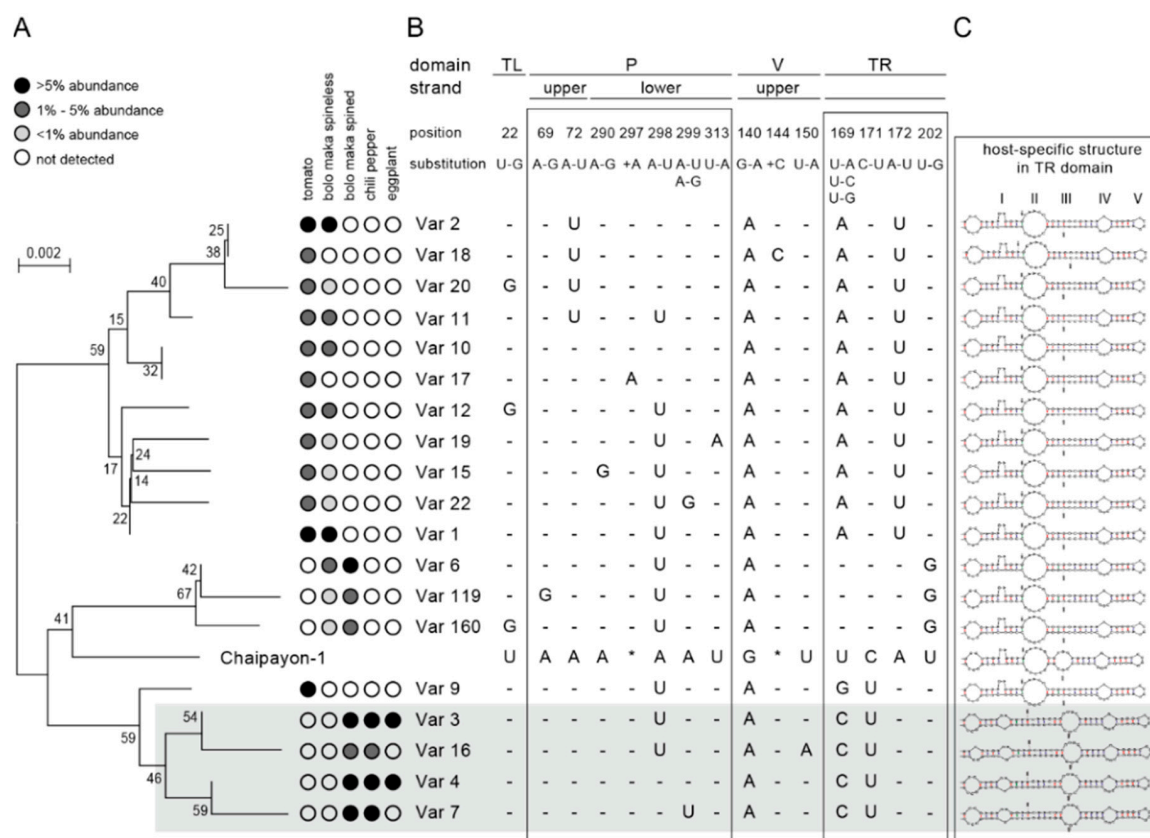 A
B
C
>5% abundance
1% - 5% abundance
<1% abundance
not detected
tomato
bolo maka spineless
bolo maka spined
chili pepper
eggplant
domain TL P V TR
strand upper lower upper
position 22 69 72 290 297 298 299 313 140 144 150 169 171 172 202
substitution U-G A-G A-U A-G +A A-U A-U U-A G-A +C U-A U-A C-U A-U U-G
A-G U-C
U-G
host-specific structure
in TR domain
I II III IV V
0.002
25
38
40
15
59
32
24
17
14
22
42
67
41
54
59
46
59
Var 2 - - U - - - - - A - - A - U -
Var 18 - - U - - - - - A C - A - U -
Var 20 G - U - - - - - A - - A - U -
Var 11 - - U - - U - - A - - A - U -
Var 10 - - - - - - - - A - - A - U -
Var 17 - - - - A - - - A - - A - U -
Var 12 G - - - - U - - A - - A - U -
Var 19 - - - - - U - A A - - A - U -
Var 15 - - - G - U - - A - - A - U -
Var 22 - - - - - U G - A - - A - U -
Var 1 - - - - - U - - A - - A - U -
Var 6 - - - - - U - - A - - - - - G
Var 119 - G - - - U - - A - - - - - G
Var 160 G - - - - U - - A - - - - - G
Chaipayon-1 U A A A * A A U G * U U C A U
Var 9 - - - - - U - - A - - G U - -
Var 3 - - - - - U - - A - - C U - -
Var 16 - - - - - U - - A - A C U - -
Var 4 - - - - - - - - A - - C U - -
Var 7 - - - - - - U - A - - C U - -